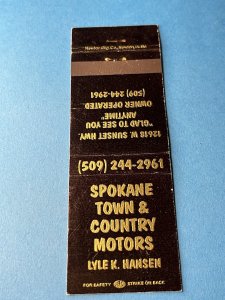 SPOKANE
TOWN &
COUNTRY
MOTORS
LYLE K. HANSEN
FOR SAFETY STRIKE ON BACK
(509) 244-2961
12618 W. SUNSET HWY.
"GLAD TO SEE YOU
ANYTIME"
OWNER OPERATED
(509) 244-2961